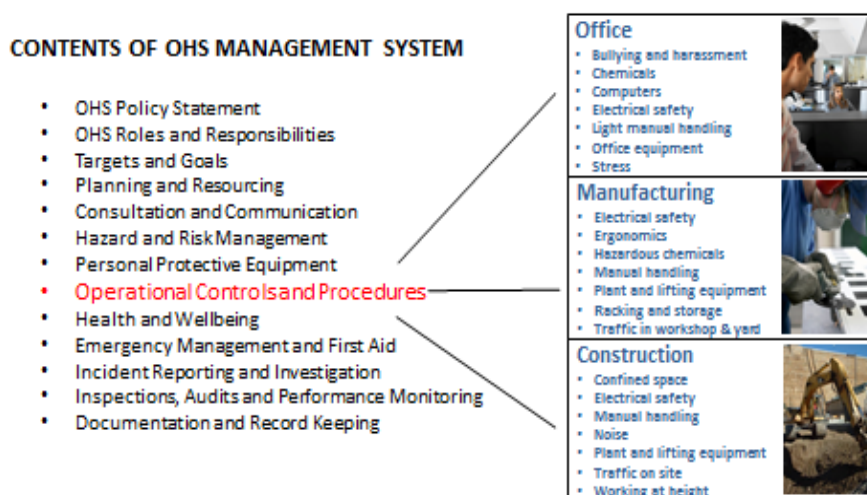 CONTENTS OF OHS MANAGEMENT SYSTEM
OHS Policy Statement
OHS Roles and Responsibilities
Targets and Goals
Planning and Resourcing
Consultation and Communication
Hazard and Risk Management
Personal Protective Equipment
Operational Controls and Procedures
Health and Wellbeing
Emergency Management and First Aid
Incident Reporting and Investigation
Inspections, Audits and Performance Monitoring
Documentation and Record Keeping
Office
Bullying and harassment
Chemicals
Computers
Electrical safety
Light manual handling
Office equipment
Stress
Manufacturing
Electrical safety
Ergonomics
Hazardous chemicals
Manual handling
Plant and lifting equipment
Racking and storage
Traffic in workshop & yard
Construction
Confined space
Electrical safety
Manual handling
Noise
Plant and lifting equipment
Traffic on site
Working at height